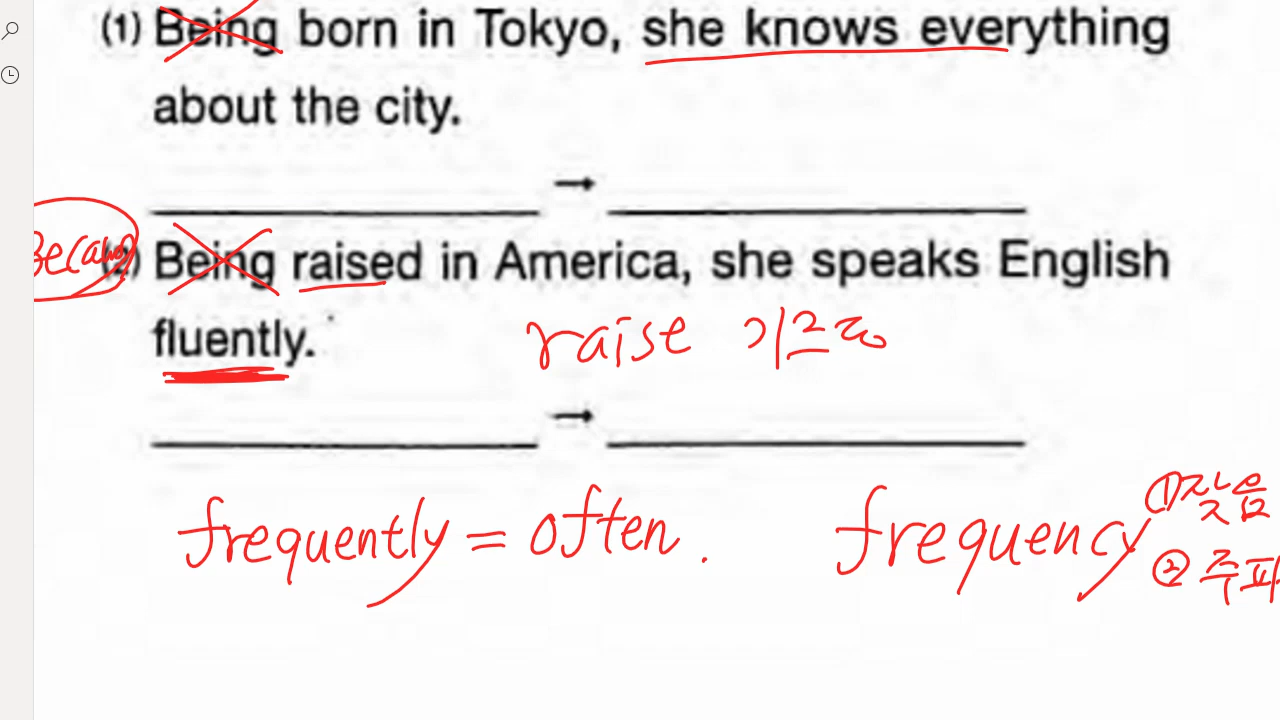 (1) Being born in Tokyo, she knows everything
about the city.
→
(2) Being raised in America, she speaks English
fluently.
raise 기르다
→
frequently = often.
frequency ① 잦음
② 주파